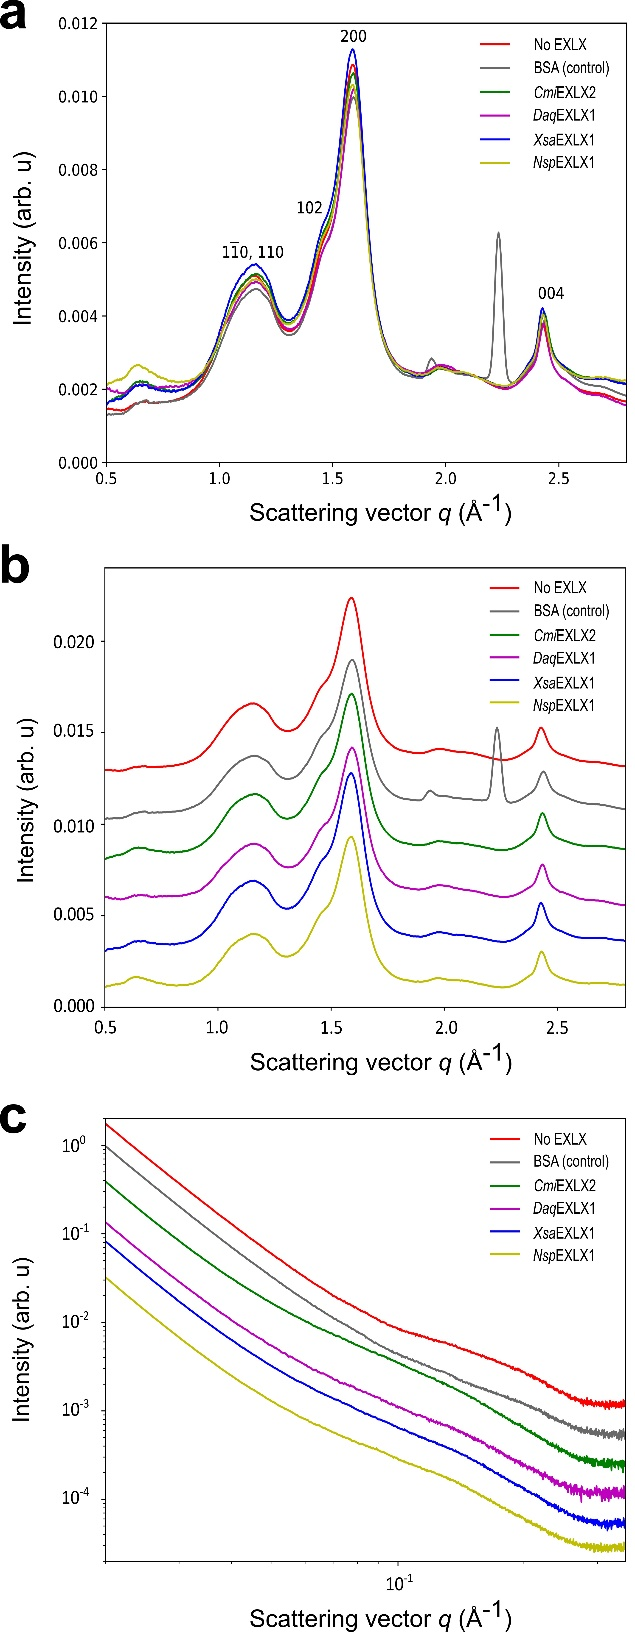 a
0.012
0.010
0.008
0.006
0.004
0.002
0.000
Intensity (arb. u)
200
102
11̅0, 110
004
No EXLX
BSA (control)
CmiEXLX2
DaqEXLX1
XsaEXLX1
NspEXLX1
0.5
1.0
1.5
2.0
2.5
Scattering vector q (Å⁻¹)
b
0.020
0.015
0.010
0.005
0.000
Intensity (arb. u)
No EXLX
BSA (control)
CmiEXLX2
DaqEXLX1
XsaEXLX1
NspEXLX1
0.5
1.0
1.5
2.0
2.5
Scattering vector q (Å⁻¹)
c
10⁰
10⁻¹
10⁻²
10⁻³
10⁻⁴
Intensity (arb. u)
No EXLX
BSA (control)
CmiEXLX2
DaqEXLX1
XsaEXLX1
NspEXLX1
10⁻¹
Scattering vector q (Å⁻¹)